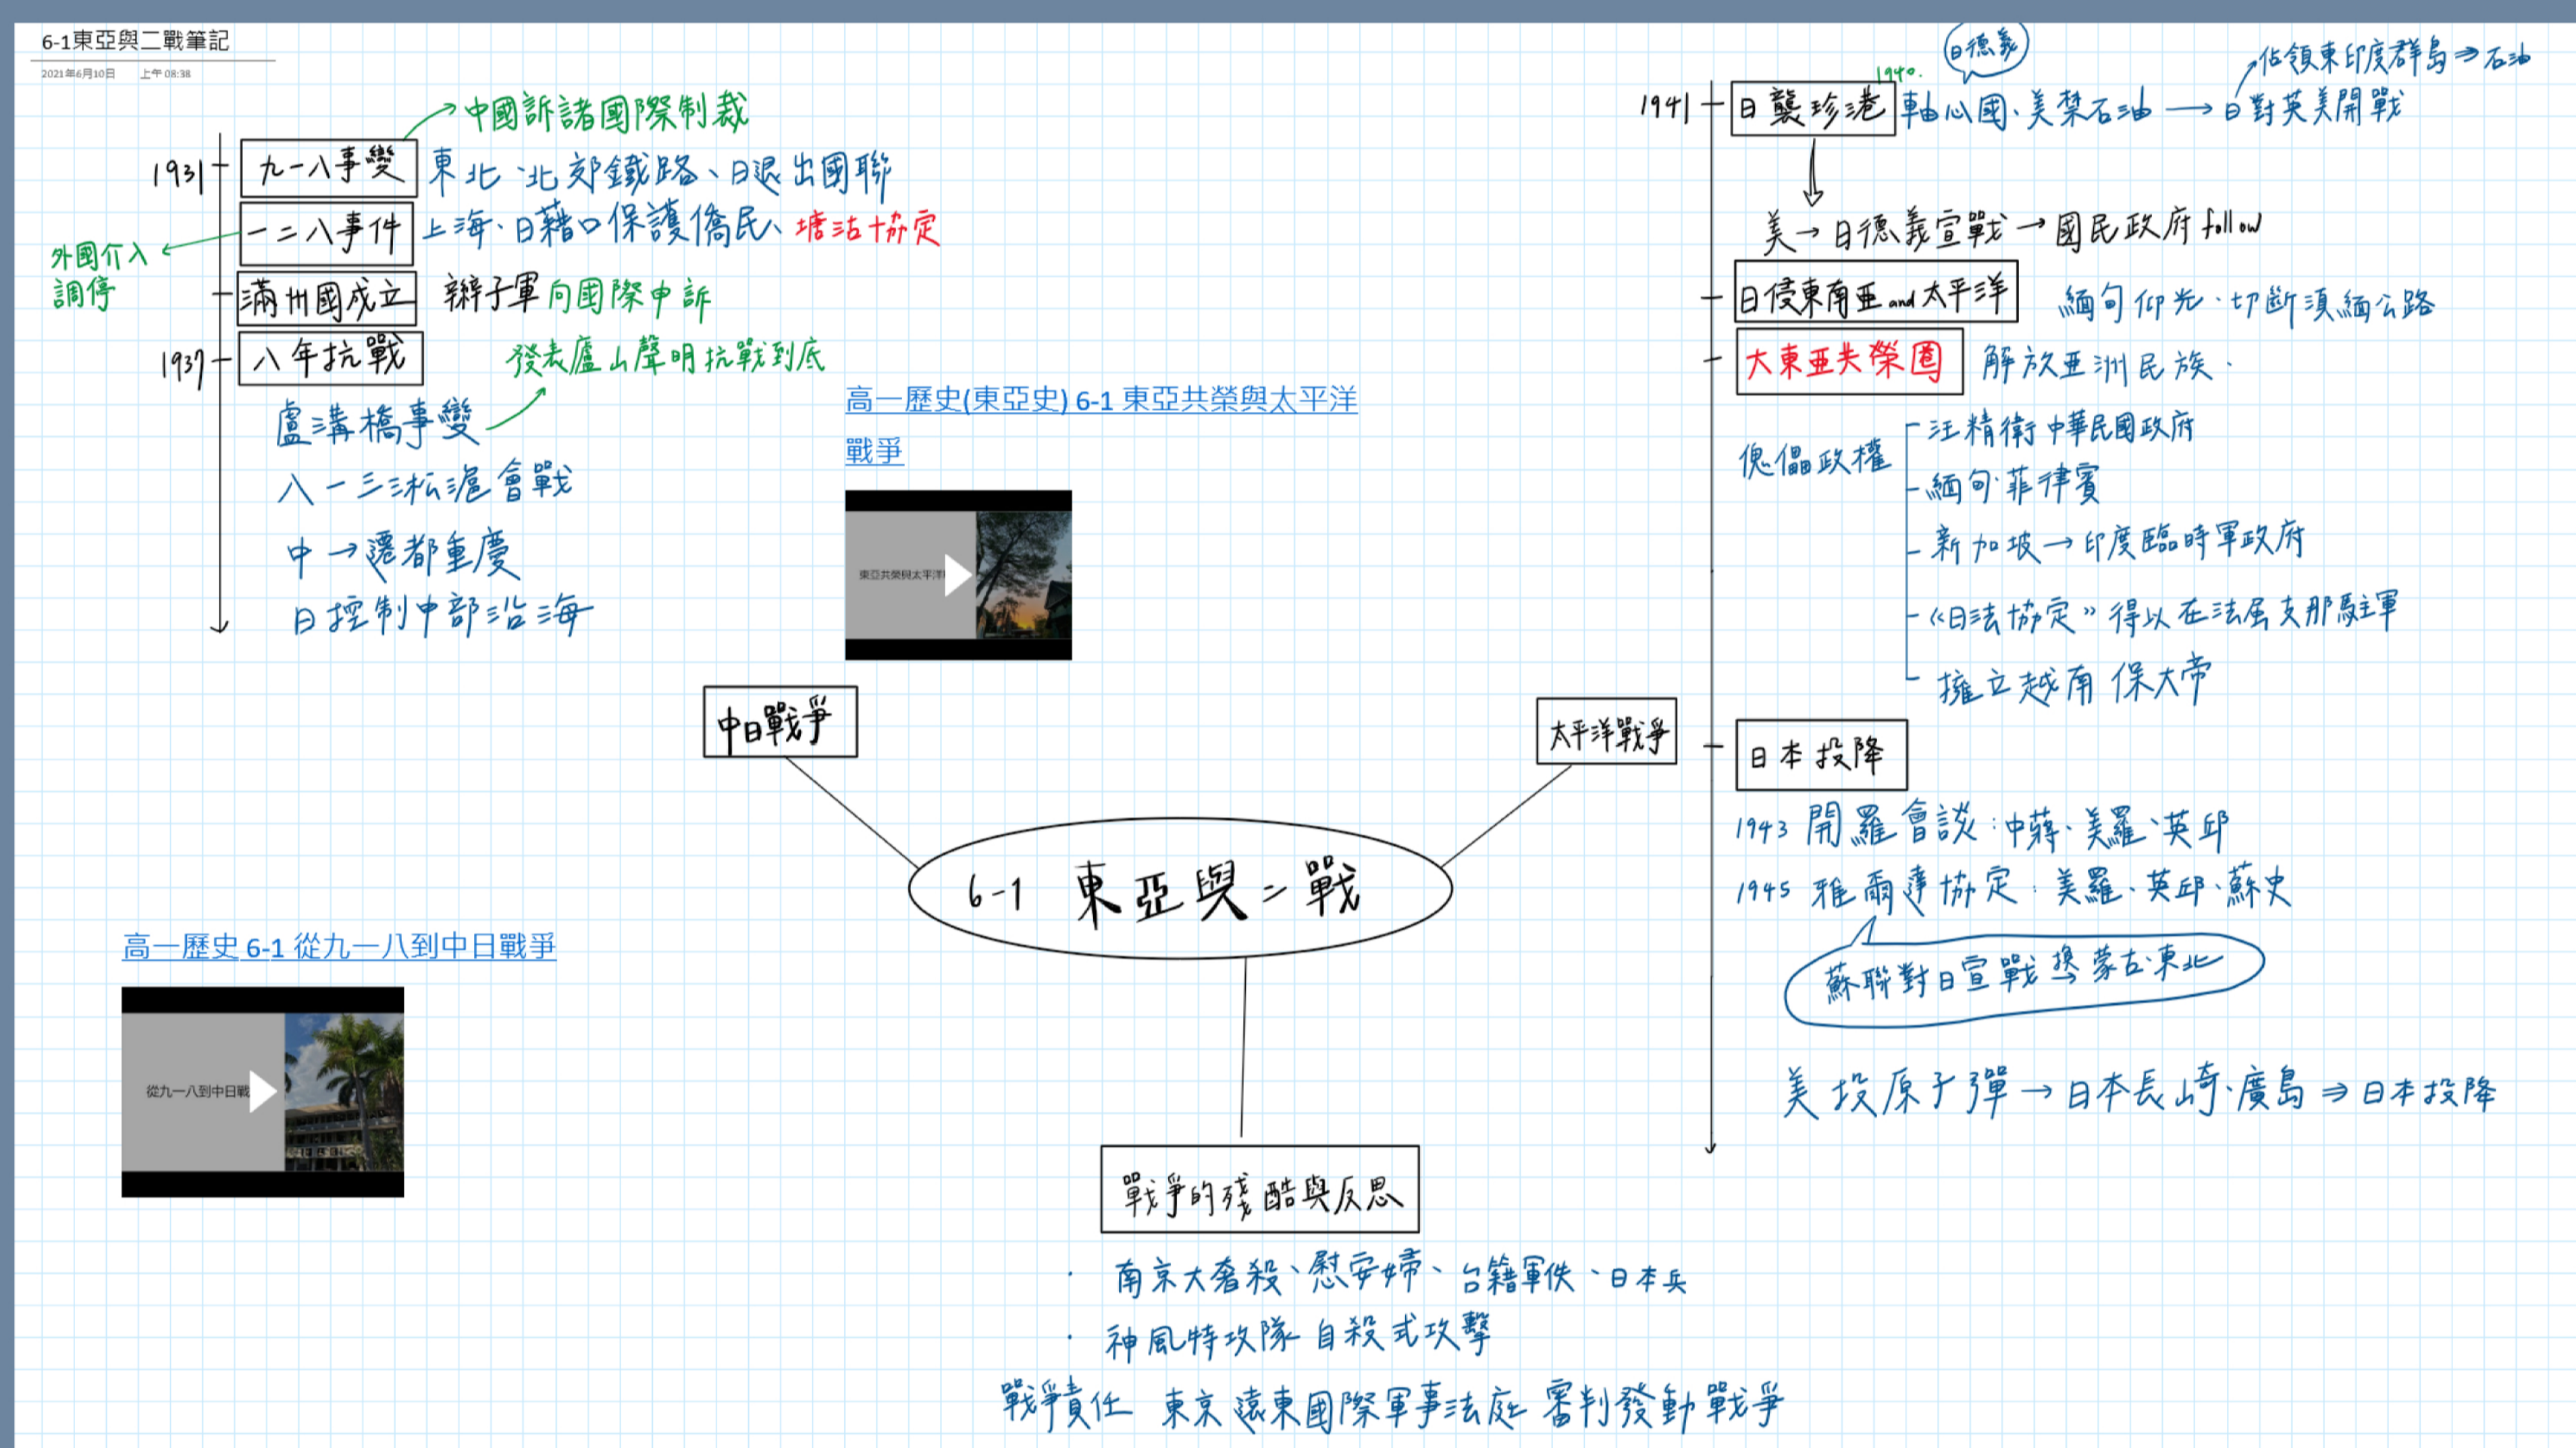 6-1東亞與二戰筆記
2021年6月10日 上午 08:38
中國訴諸國際制裁
1931 九一八事變 東北、北郊鐵路、日退出國聯
一二八事件 上海、日藉口保護僑民、塘沽協定
外國介入
調停
滿州國成立 辮子軍 向國際申訴
1937 八年抗戰
發表廬山聲明抗戰到底
盧溝橋事變
八一三淞滬會戰
中→遷都重慶
日控制中部沿海
高一歷史(東亞史) 6-1 東亞共榮與太平洋
戰爭
東亞共榮與太平洋
中日戰爭
太平洋戰爭
6-1 東亞與二戰
高一歷史 6-1 從九一八到中日戰爭
從九一八到中日戰
日德義
佔領東印度群島⇒石油
1940.
1941 日襲珍港 軸心國、美禁石油→日對英美開戰
美→日德義宣戰→國民政府follow
日侵東南亞and太平洋 緬甸仰光、切斷滇緬公路
大東亞共榮圈 解放亞洲民族.
傀儡政權
汪精衛中華民國政府
緬甸、菲律賓
新加坡→印度臨時軍政府
《日法協定》得以在法屬支那駐軍
擁立越南 保大帝
日本投降
1943 開羅會談：中蔣、美羅、英邱
1945 雅爾達協定：美羅、英邱、蘇史
蘇聯對日宣戰 換→ 蒙古、東北
美投原子彈→日本長崎、廣島⇒日本投降
戰爭的殘酷與反思
· 南京大屠殺、慰安婦、台籍軍佚、日本兵
· 神風特攻隊 自殺式攻擊
戰爭責任 東京遠東國際軍事法庭 審判發動戰爭